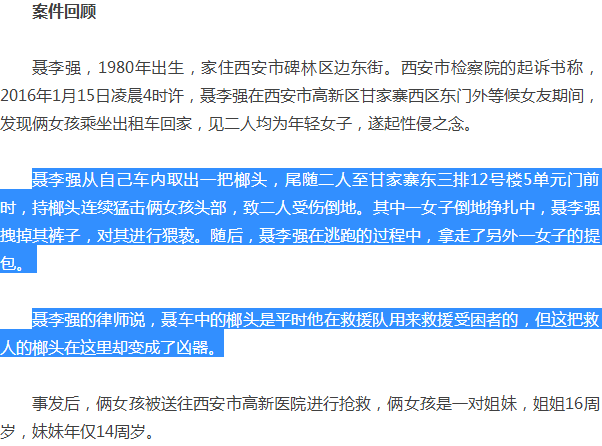 案件回顾
聂李强，1980年出生，家住西安市碑林区边东街。西安市检察院的起诉书称，
2016年1月15日凌晨4时许，聂李强在西安市高新区甘家寨西区东门外等候女友期间，
发现俩女孩乘坐出租车回家，见二人均为年轻女子，遂起性侵之念。
聂李强从自己车内取出一把榔头，尾随二人至甘家寨东三排12号楼5单元门前
时，持榔头连续猛击俩女孩头部，致二人受伤倒地。其中一女子倒地挣扎中，聂李强
拽掉其裤子，对其进行猥亵。随后，聂李强在逃跑的过程中，拿走了另外一女子的提
包。
聂李强的律师说，聂车中的榔头是平时他在救援队用来救援受困者的，但这把救
人的榔头在这里却变成了凶器。
事发后，俩女孩被送往西安市高新医院进行抢救，俩女孩是一对姐妹，姐姐16周
岁，妹妹年仅14周岁。